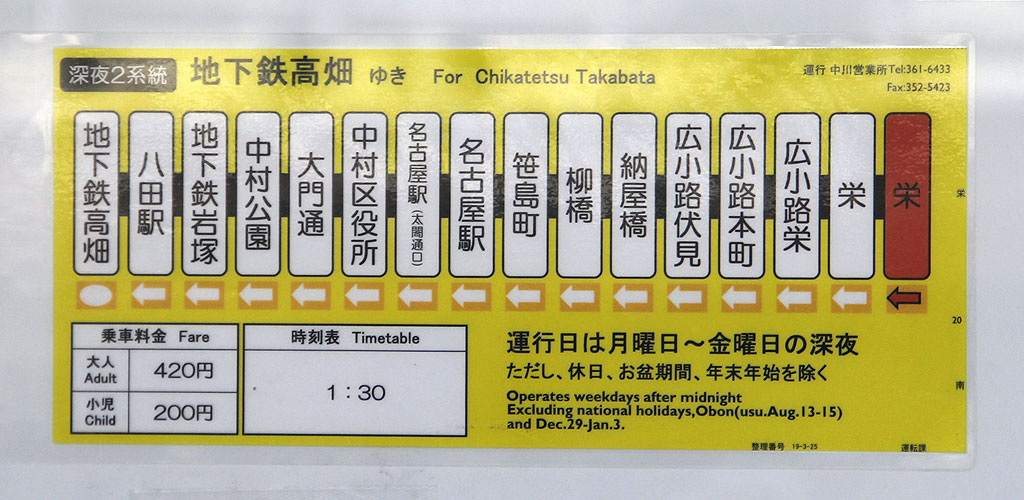 深夜2系統 地下鉄高畑 ゆき For Chikatetsu Takabata
運行 中川営業所Tel:361-6433
Fax:352-5423
地下鉄高畑
八田駅
地下鉄岩塚
中村公園
大門通
中村区役所
名古屋駅(太閤通口)
名古屋駅
笹島町
柳橋
納屋橋
広小路伏見
広小路本町
広小路栄
栄
栄
栄
20
南
乗車料金 Fare
大人 Adult 420円
小児 Child 200円
時刻表 Timetable
1:30
運行日は月曜日~金曜日の深夜
ただし、休日、お盆期間、年末年始を除く
Operates weekdays after midnight
Excluding national holidays,Obon(usu.Aug.13-15)
and Dec.29-Jan.3.
整理番号 19-3-25 運転課